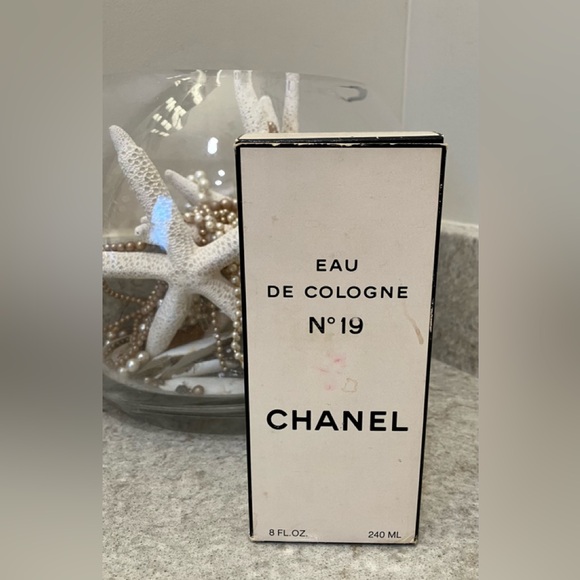 EAU
DE COLOGNE
N° 19
CHANEL
8 FL.OZ. 240 ML